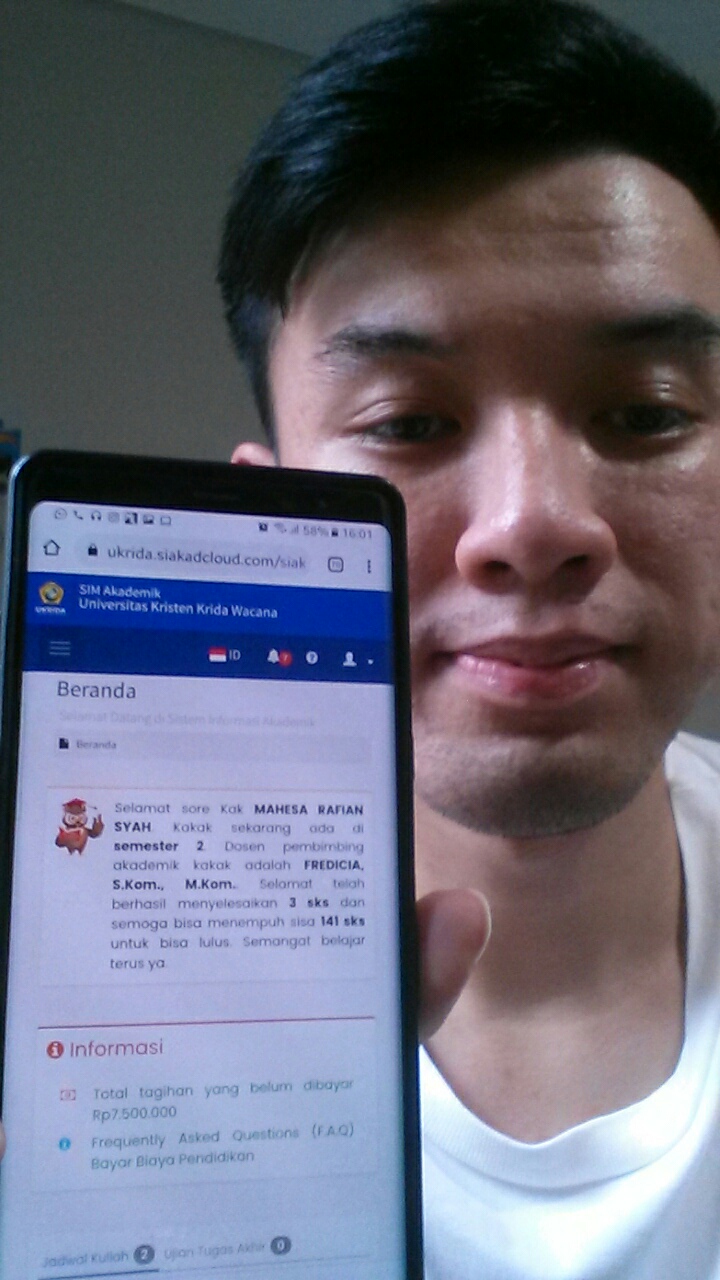 58% 16:01
ukrida.siakadcloud.com/siak
SIM Akademik
Universitas Kristen Krida Wacana
UKRIDA
ID
Beranda
Selamat Datang di Sistem Informasi Akademik
Beranda
Selamat sore Kak MAHESA RAFIAN
SYAH. Kakak sekarang ada di
semester 2. Dosen pembimbing
akademik kakak adalah FREDICIA,
S.Kom., M.Kom.. Selamat telah
berhasil menyelesaikan 3 sks dan
semoga bisa menempuh sisa 141 sks
untuk bisa lulus. Semangat belajar
terus ya.
Informasi
Total tagihan yang belum dibayar
Rp7.500.000
Frequently Asked Questions (F.A.Q)
Bayar Biaya Pendidikan
Jadwal Kuliah 2 Ujian Tugas Akhir 0